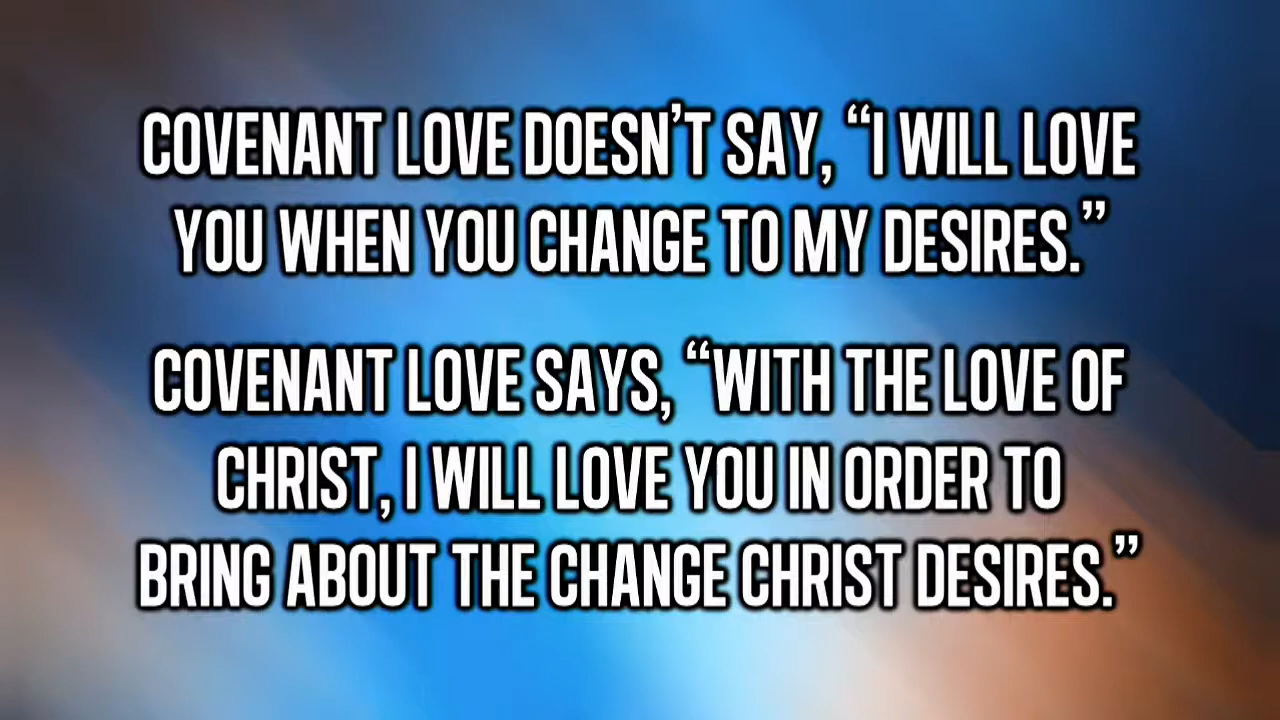 COVENANT LOVE DOESN’T SAY, “I WILL LOVE
YOU WHEN YOU CHANGE TO MY DESIRES.”
COVENANT LOVE SAYS, “WITH THE LOVE OF
CHRIST, I WILL LOVE YOU IN ORDER TO
BRING ABOUT THE CHANGE CHRIST DESIRES.”